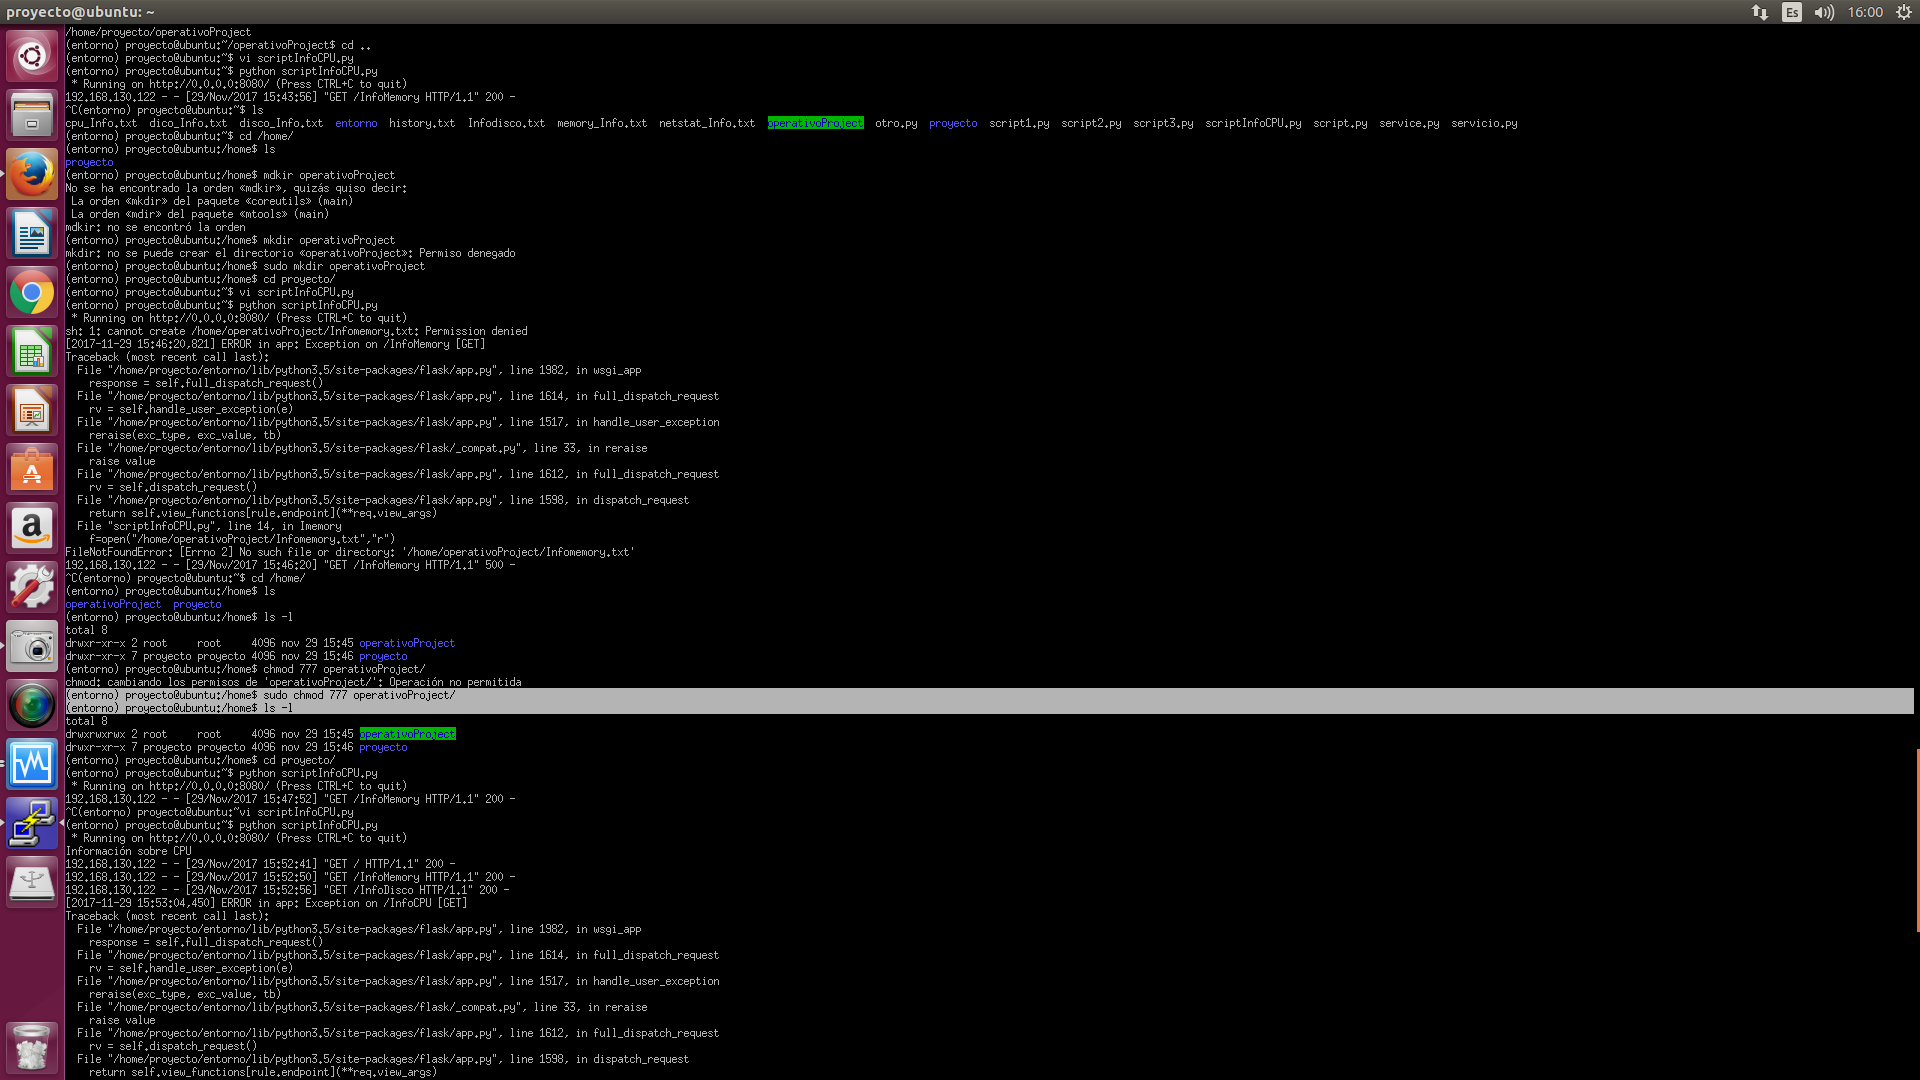 proyecto@ubuntu: ~
Es
16:00
/home/proyecto/operativoProject
(entorno) proyecto@ubuntu:~/operativoProject$ cd ..
(entorno) proyecto@ubuntu:~$ vi scriptInfoCPU.py
(entorno) proyecto@ubuntu:~$ python scriptInfoCPU.py
 * Running on http://0.0.0.0:8080/ (Press CTRL+C to quit)
192.168.130.122 - - [29/Nov/2017 15:43:56] "GET /InfoMemory HTTP/1.1" 200 -
^C(entorno) proyecto@ubuntu:~$ ls
cpu_Info.txt  dico_Info.txt  disco_Info.txt  entorno  history.txt  Infodisco.txt  memory_Info.txt  netstat_Info.txt  operativoProject  otro.py  proyecto  script1.py  script2.py  script3.py  scriptInfoCPU.py  script.py  service.py  servicio.py
(entorno) proyecto@ubuntu:~$ cd /home/
(entorno) proyecto@ubuntu:/home$ ls
proyecto
(entorno) proyecto@ubuntu:/home$ mdkir operativoProject
No se ha encontrado la orden «mdkir», quizás quiso decir:
 La orden «mkdir» del paquete «coreutils» (main)
 La orden «mdir» del paquete «mtools» (main)
mdkir: no se encontró la orden
(entorno) proyecto@ubuntu:/home$ mkdir operativoProject
mkdir: no se puede crear el directorio «operativoProject»: Permiso denegado
(entorno) proyecto@ubuntu:/home$ sudo mkdir operativoProject
(entorno) proyecto@ubuntu:/home$ cd proyecto/
(entorno) proyecto@ubuntu:~$ vi scriptInfoCPU.py
(entorno) proyecto@ubuntu:~$ python scriptInfoCPU.py
 * Running on http://0.0.0.0:8080/ (Press CTRL+C to quit)
sh: 1: cannot create /home/operativoProject/Infomemory.txt: Permission denied
[2017-11-29 15:46:20,821] ERROR in app: Exception on /InfoMemory [GET]
Traceback (most recent call last):
  File "/home/proyecto/entorno/lib/python3.5/site-packages/flask/app.py", line 1982, in wsgi_app
    response = self.full_dispatch_request()
  File "/home/proyecto/entorno/lib/python3.5/site-packages/flask/app.py", line 1614, in full_dispatch_request
    rv = self.handle_user_exception(e)
  File "/home/proyecto/entorno/lib/python3.5/site-packages/flask/app.py", line 1517, in handle_user_exception
    reraise(exc_type, exc_value, tb)
  File "/home/proyecto/entorno/lib/python3.5/site-packages/flask/_compat.py", line 33, in reraise
    raise value
  File "/home/proyecto/entorno/lib/python3.5/site-packages/flask/app.py", line 1612, in full_dispatch_request
    rv = self.dispatch_request()
  File "/home/proyecto/entorno/lib/python3.5/site-packages/flask/app.py", line 1598, in dispatch_request
    return self.view_functions[rule.endpoint](**req.view_args)
  File "scriptInfoCPU.py", line 14, in Imemory
    f=open("/home/operativoProject/Infomemory.txt","r")
FileNotFoundError: [Errno 2] No such file or directory: '/home/operativoProject/Infomemory.txt'
192.168.130.122 - - [29/Nov/2017 15:46:20] "GET /InfoMemory HTTP/1.1" 500 -
^C(entorno) proyecto@ubuntu:~$ cd /home/
(entorno) proyecto@ubuntu:/home$ ls
operativoProject  proyecto
(entorno) proyecto@ubuntu:/home$ ls -l
total 8
drwxr-xr-x 2 root     root     4096 nov 29 15:45 operativoProject
drwxr-xr-x 7 proyecto proyecto 4096 nov 29 15:46 proyecto
(entorno) proyecto@ubuntu:/home$ chmod 777 operativoProject/
chmod: cambiando los permisos de 'operativoProject/': Operación no permitida
(entorno) proyecto@ubuntu:/home$ sudo chmod 777 operativoProject/
(entorno) proyecto@ubuntu:/home$ ls -l
total 8
drwxrwxrwx 2 root     root     4096 nov 29 15:45 operativoProject
drwxr-xr-x 7 proyecto proyecto 4096 nov 29 15:46 proyecto
(entorno) proyecto@ubuntu:/home$ cd proyecto/
(entorno) proyecto@ubuntu:~$ python scriptInfoCPU.py
 * Running on http://0.0.0.0:8080/ (Press CTRL+C to quit)
192.168.130.122 - - [29/Nov/2017 15:47:52] "GET /InfoMemory HTTP/1.1" 200 -
^C(entorno) proyecto@ubuntu:~vi scriptInfoCPU.py
(entorno) proyecto@ubuntu:~$ python scriptInfoCPU.py
 * Running on http://0.0.0.0:8080/ (Press CTRL+C to quit)
Información sobre CPU
192.168.130.122 - - [29/Nov/2017 15:52:41] "GET / HTTP/1.1" 200 -
192.168.130.122 - - [29/Nov/2017 15:52:50] "GET /InfoMemory HTTP/1.1" 200 -
192.168.130.122 - - [29/Nov/2017 15:52:56] "GET /InfoDisco HTTP/1.1" 200 -
[2017-11-29 15:53:04,450] ERROR in app: Exception on /InfoCPU [GET]
Traceback (most recent call last):
  File "/home/proyecto/entorno/lib/python3.5/site-packages/flask/app.py", line 1982, in wsgi_app
    response = self.full_dispatch_request()
  File "/home/proyecto/entorno/lib/python3.5/site-packages/flask/app.py", line 1614, in full_dispatch_request
    rv = self.handle_user_exception(e)
  File "/home/proyecto/entorno/lib/python3.5/site-packages/flask/app.py", line 1517, in handle_user_exception
    reraise(exc_type, exc_value, tb)
  File "/home/proyecto/entorno/lib/python3.5/site-packages/flask/_compat.py", line 33, in reraise
    raise value
  File "/home/proyecto/entorno/lib/python3.5/site-packages/flask/app.py", line 1612, in full_dispatch_request
    rv = self.dispatch_request()
  File "/home/proyecto/entorno/lib/python3.5/site-packages/flask/app.py", line 1598, in dispatch_request
    return self.view_functions[rule.endpoint](**req.view_args)